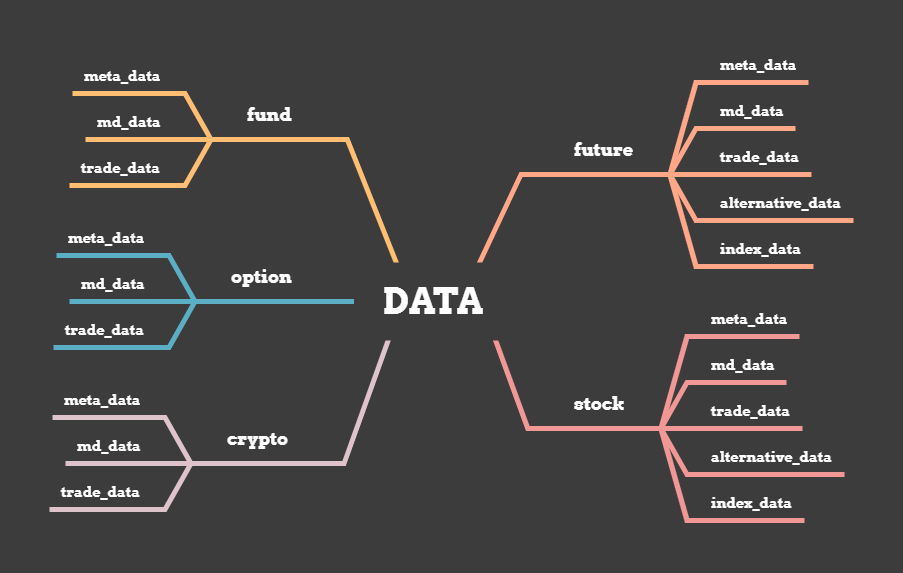 DATA
fund
meta_data
md_data
trade_data
option
meta_data
md_data
trade_data
crypto
meta_data
md_data
trade_data
future
meta_data
md_data
trade_data
alternative_data
index_data
stock
meta_data
md_data
trade_data
alternative_data
index_data